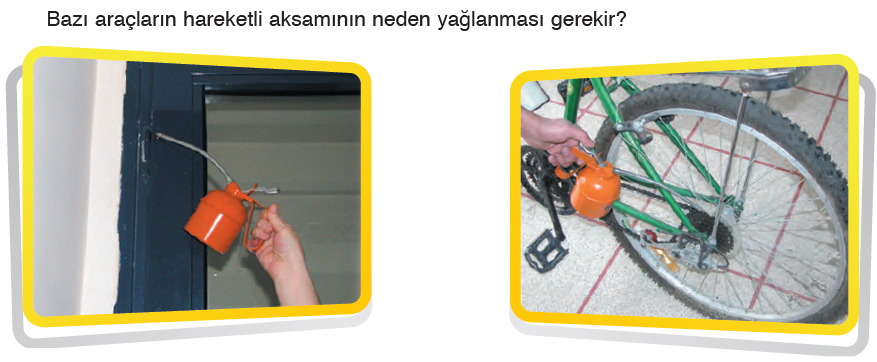 Bazı araçların hareketli aksamının neden yağlanması gerekir?